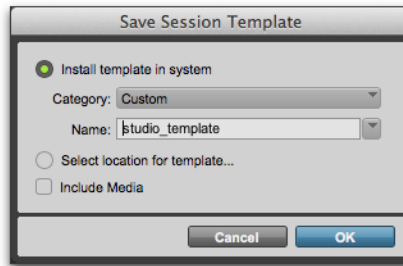 Save Session Template
Install template in system
Category: Custom
Name: studio_template
Select location for template...
Include Media
Cancel OK